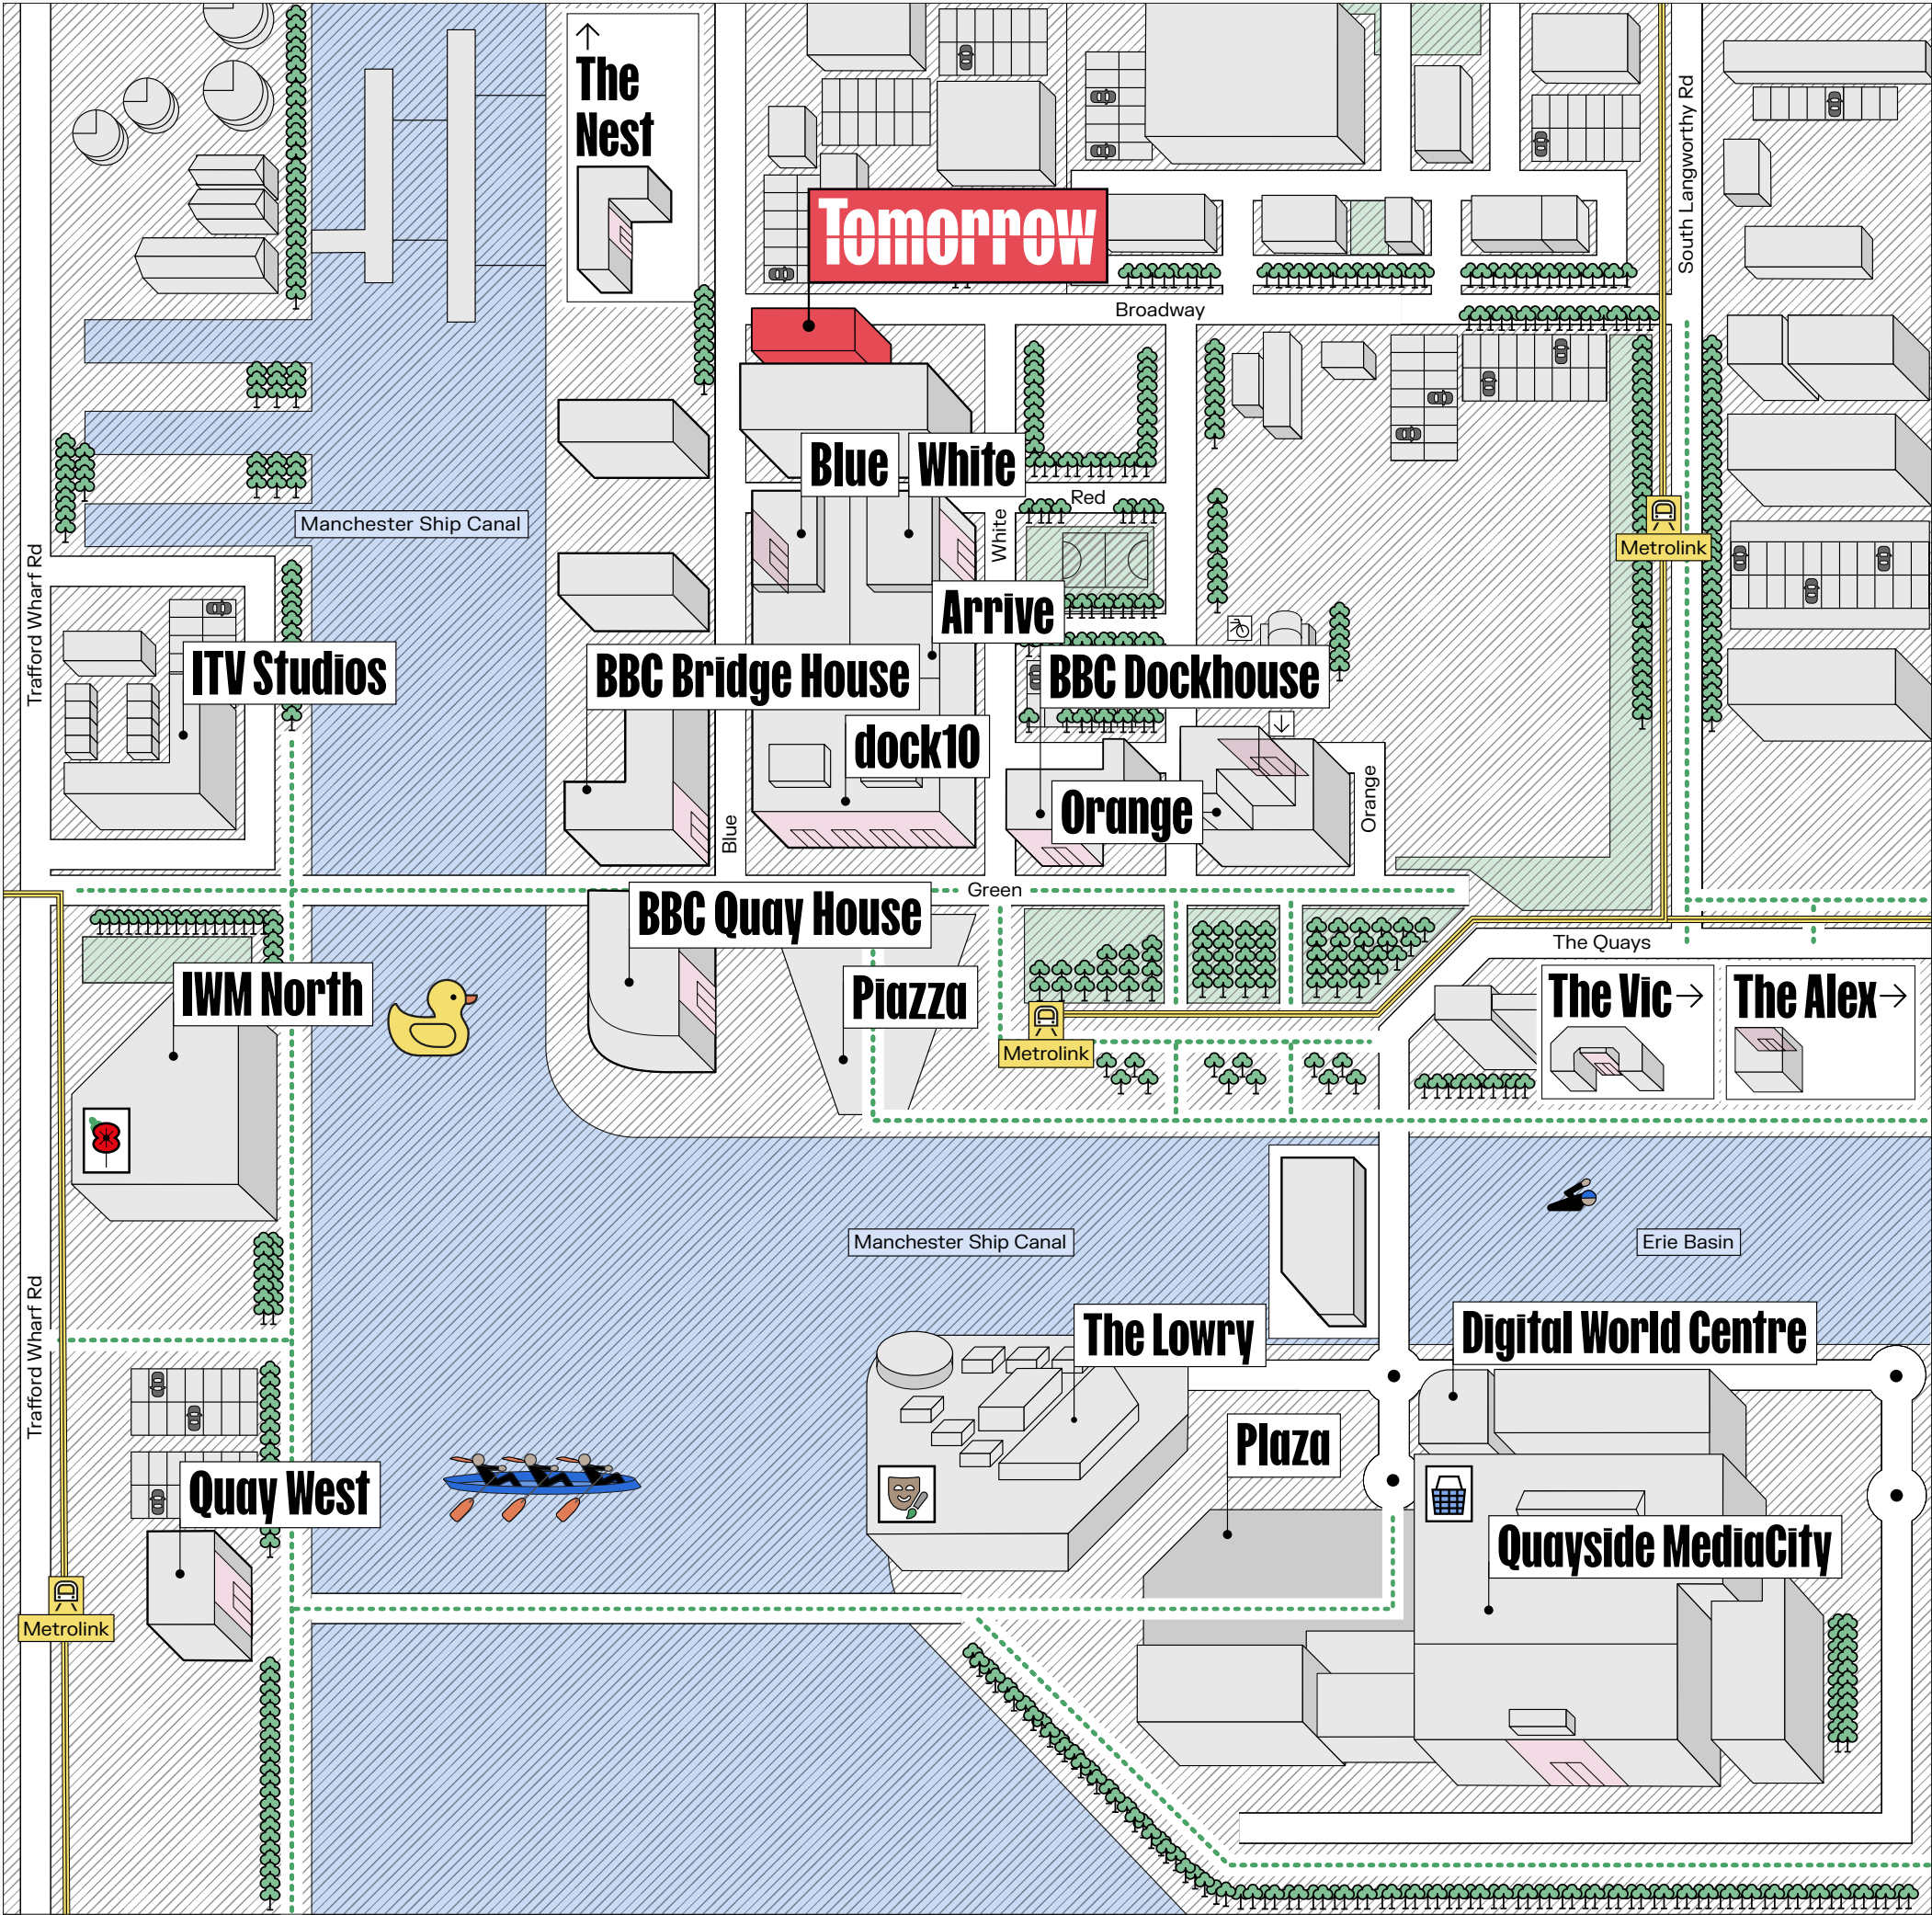 The
Nest
Tomorrow
South Langworthy Rd
Broadway
Blue
White
Red
White
Manchester Ship Canal
Metrolink
Trafford Wharf Rd
Arrive
ITV Studios
BBC Bridge House
BBC Dockhouse
dock10
Orange
Orange
Blue
Green
BBC Quay House
The Quays
IWM North
Piazza
The Vic→
The Alex→
Metrolink
Manchester Ship Canal
Erie Basin
Trafford Wharf Rd
The Lowry
Digital World Centre
Plaza
Quay West
Quayside MediaCity
Metrolink